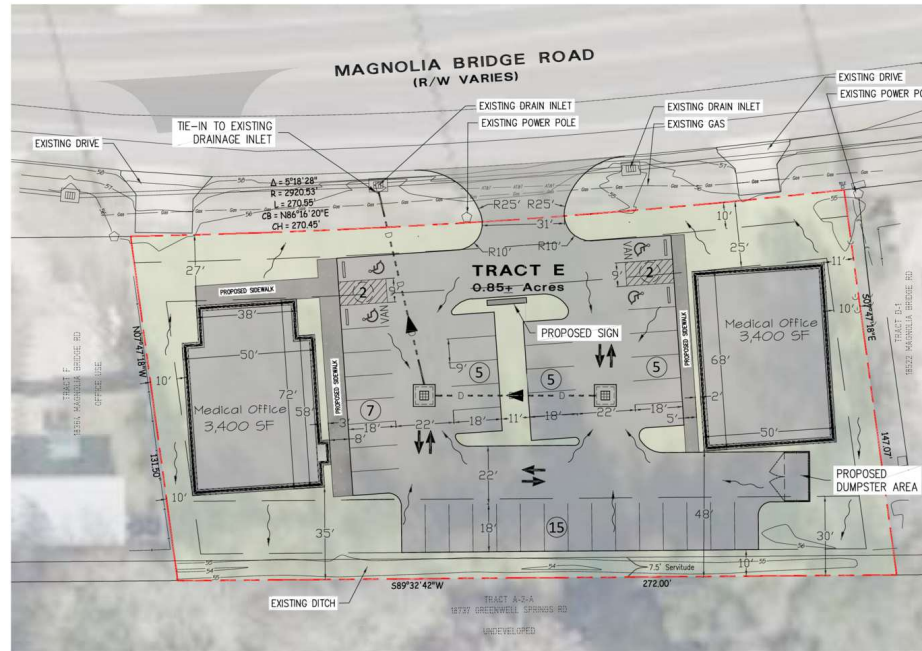 MAGNOLIA BRIDGE ROAD
(R/W VARIES)
EXISTING DRIVE
EXISTING POWER PO
EXISTING DRAIN INLET
EXISTING DRAIN INLET
EXISTING POWER POLE
EXISTING GAS
TIE-IN TO EXISTING
DRAINAGE INLET
EXISTING DRIVE
Δ = 5°18'28"
R = 2920.53'
L = 270.55'
CB = N86°16'20"E
CH = 270.45'
R25' R25'
31'
R10' R10'
10'
25'
11'
27'
TRACT E
0.85± Acres
VAN
2
9'
2
VAN
PROPOSED SIDEWALK
PROPOSED SIGN
38'
50'
Medical Office
3,400 SF
72'
58'
PROPOSED SIDEWALK
PROPOSED SIDEWALK
Medical Office
3,400 SF
68'
10'
50'
N07°47'18"W
131.50'
S07°47'18"E
147.07'
TRACT F
18364 MAGNOLIA BRIDGE RD
OFFICE USE
TRACT D-1
18522 MAGNOLIA BRIDGE RD
10'
9'
5
5
5
7
D
D
D
3'
18'
22'
18'
11'
18'
22'
18'
5'
2'
8'
10'
35'
22'
18'
15
48'
30'
10'
PROPOSED
DUMPSTER AREA
7.5' Servitude
S89°32'42"W
272.00'
EXISTING DITCH
TRACT A-2-A
18737 GREENWELL SPRINGS RD
UNDEVELOPED